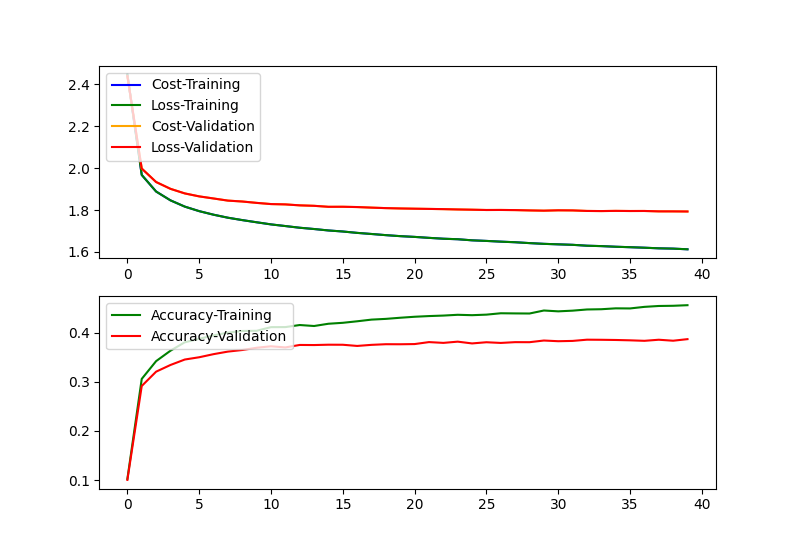 2.4
2.2
2.0
1.8
1.6
Cost-Training
Loss-Training
Cost-Validation
Loss-Validation
0 5 10 15 20 25 30 35 40
0.4
0.3
0.2
0.1
Accuracy-Training
Accuracy-Validation
0 5 10 15 20 25 30 35 40